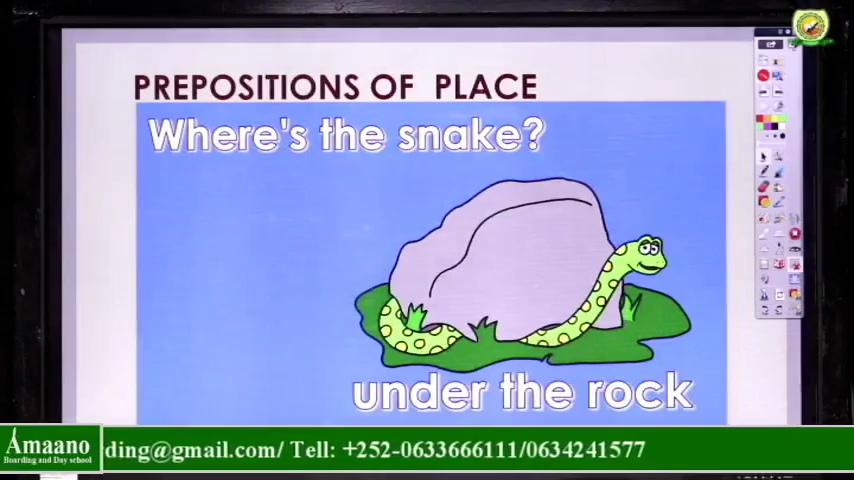 PREPOSITIONS OF PLACE
Where's the snake?
under the rock
Amaano
Boarding and Day school
ding@gmail.com/ Tell: +252-0633666111/0634241577